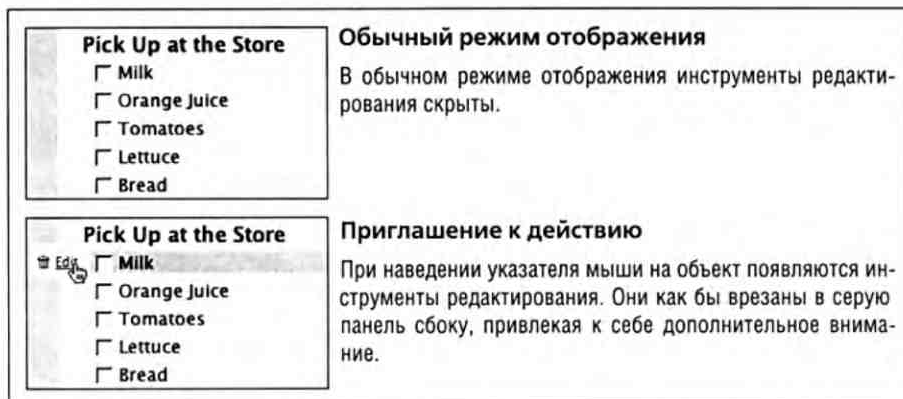 Pick Up at the Store
Milk
Orange Juice
Tomatoes
Lettuce
Bread
Обычный режим отображения
В обычном режиме отображения инструменты редакти-
рования скрыты.
Pick Up at the Store
Edit
Milk
Orange Juice
Tomatoes
Lettuce
Bread
Приглашение к действию
При наведении указателя мыши на объект появляются ин-
струменты редактирования. Они как бы врезаны в серую
панель сбоку, привлекая к себе дополнительное внима-
ние.